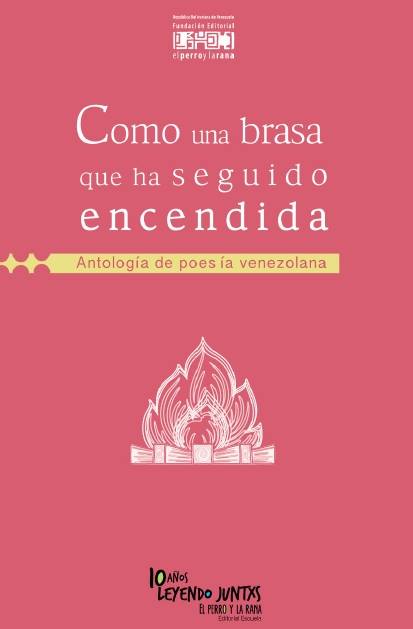 República Bolivariana de Venezuela
Fundación Editorial
el perro y la rana
Como una brasa
que ha seguido
encendida
Antología de poesía venezolana
10 AÑOS
LEYENDO JUNTXS
EL PERRO Y LA RANA
Editorial Escuela